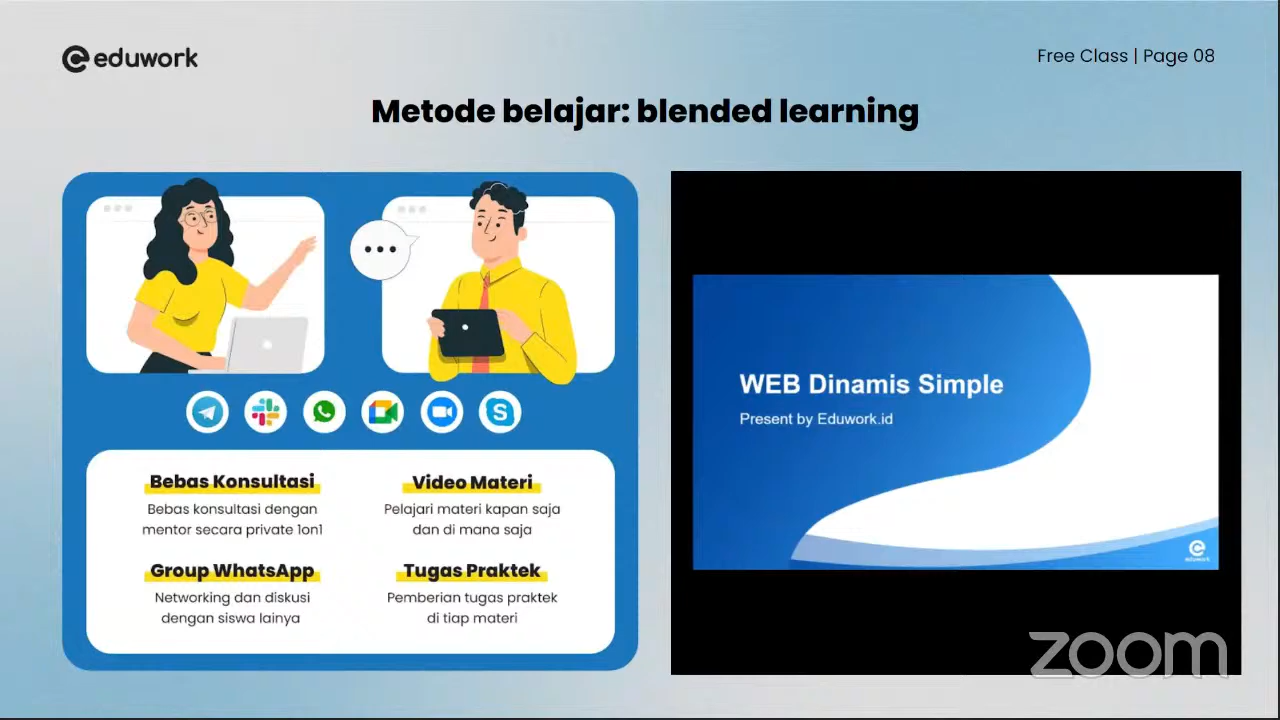 eduwork
Free Class | Page 08
Metode belajar: blended learning
Bebas Konsultasi
Bebas konsultasi dengan
mentor secara private 1on1
Video Materi
Pelajari materi kapan saja
dan di mana saja
Group WhatsApp
Networking dan diskusi
dengan siswa lainya
Tugas Praktek
Pemberian tugas praktek
di tiap materi
WEB Dinamis Simple
Present by Eduwork.id
eduwork
zoom